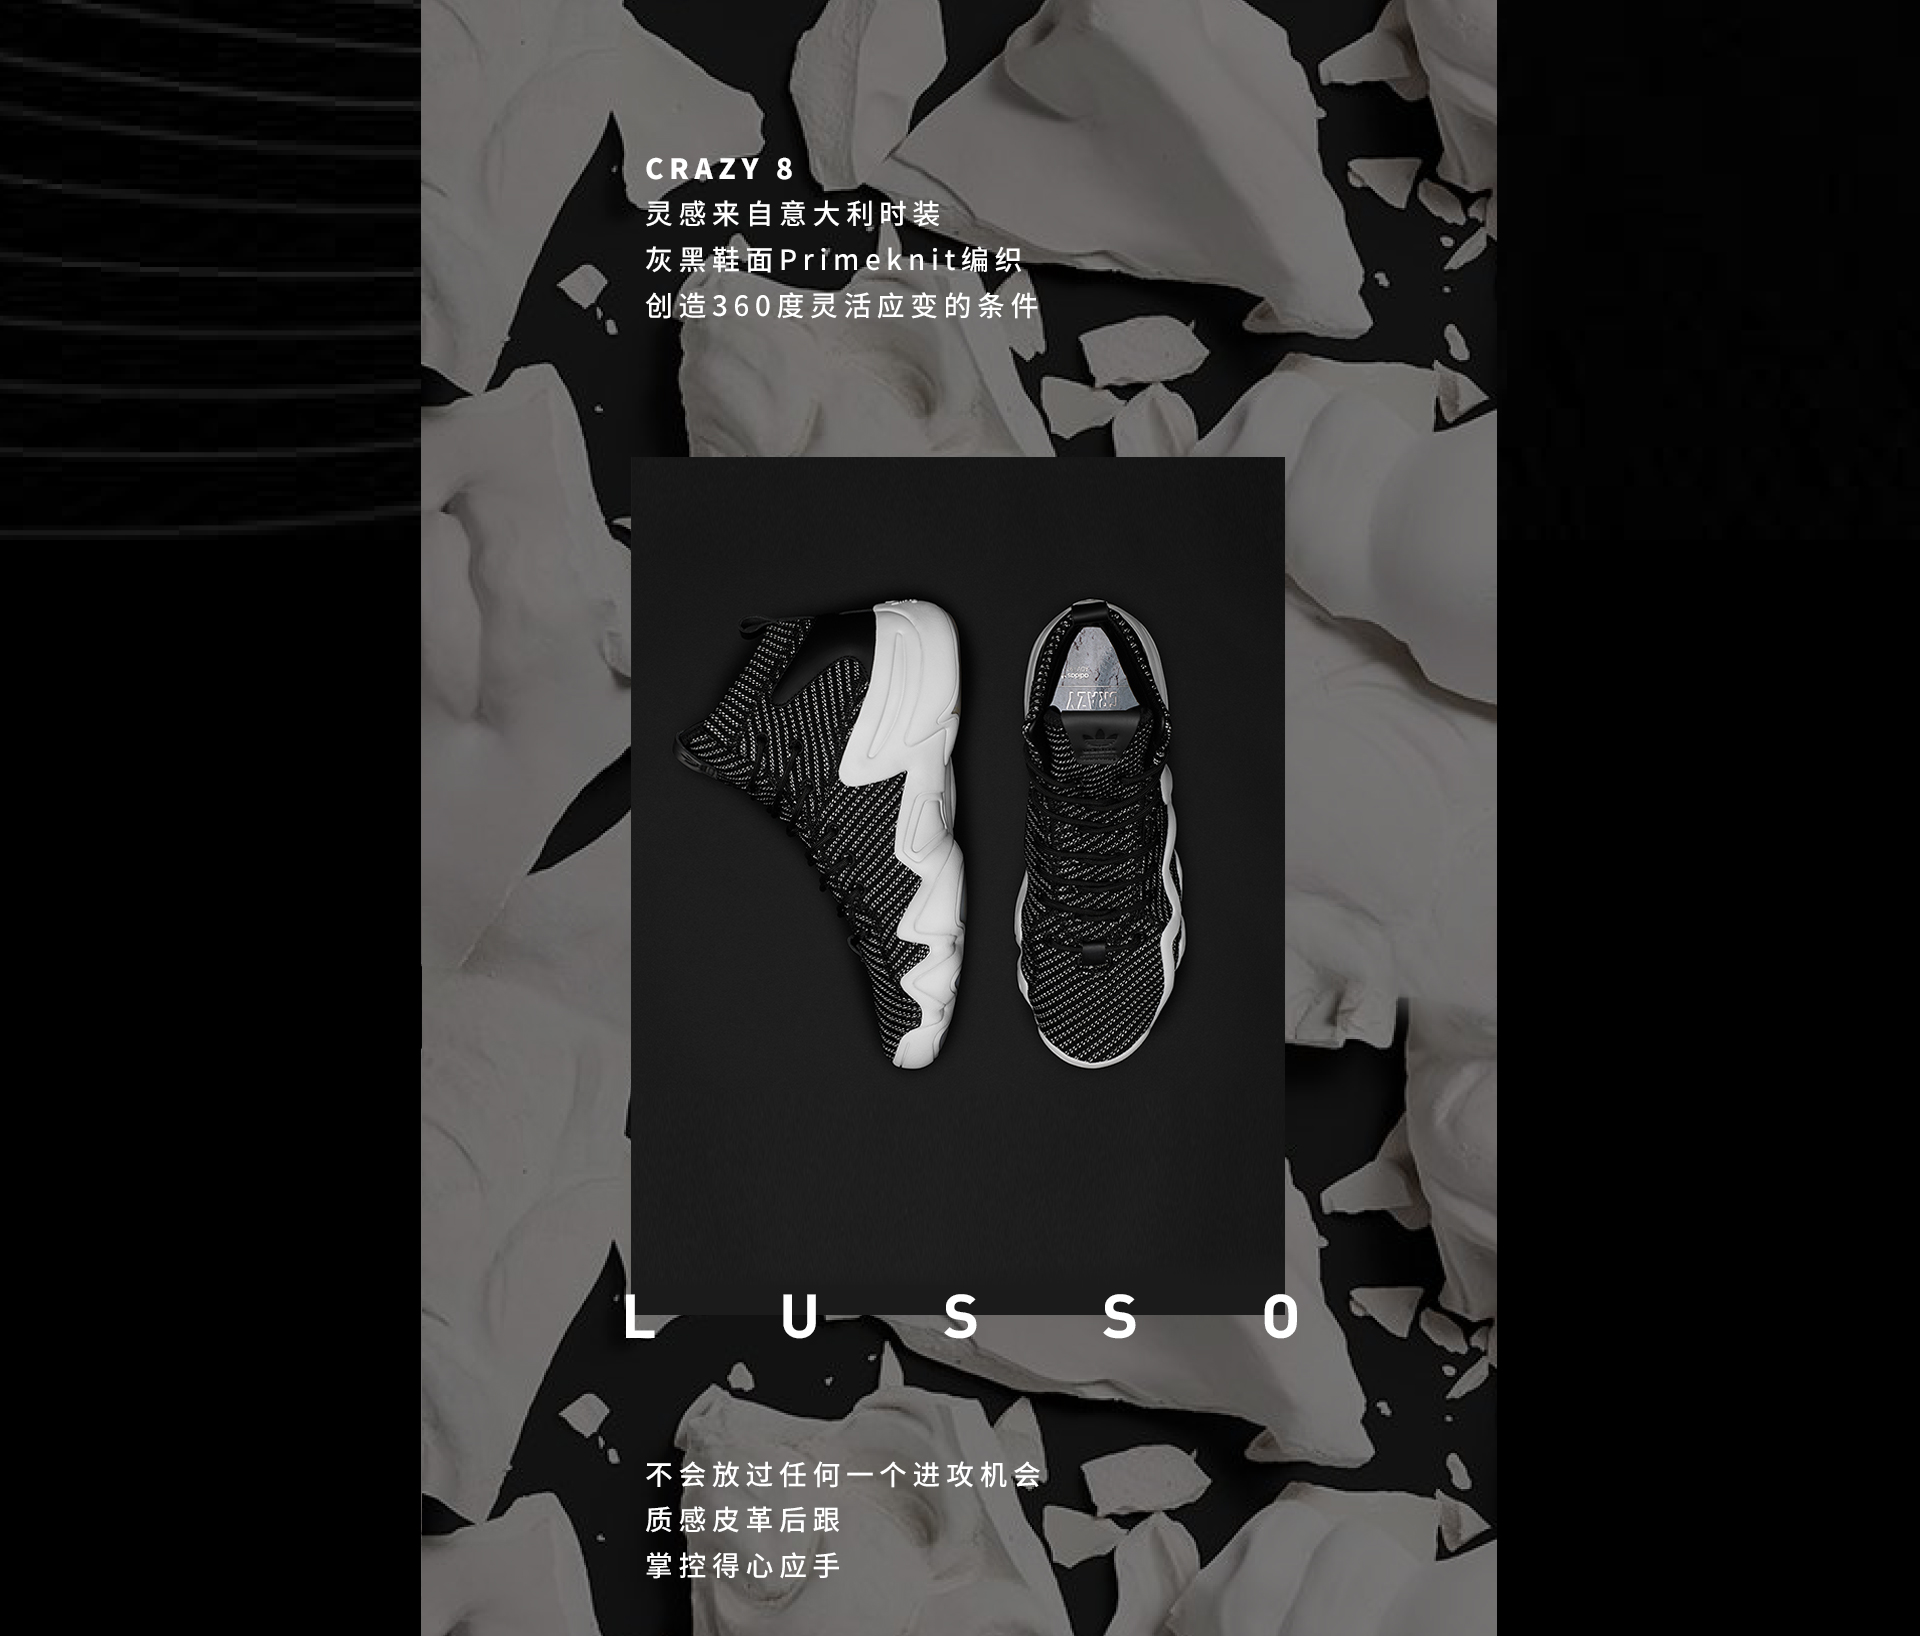 CRAZY 8
灵感来自意大利时装
灰黑鞋面Primeknit编织
创造360度灵活应变的条件
CRAZY
LUSSO
不会放过任何一个进攻机会
质感皮革后跟
掌控得心应手